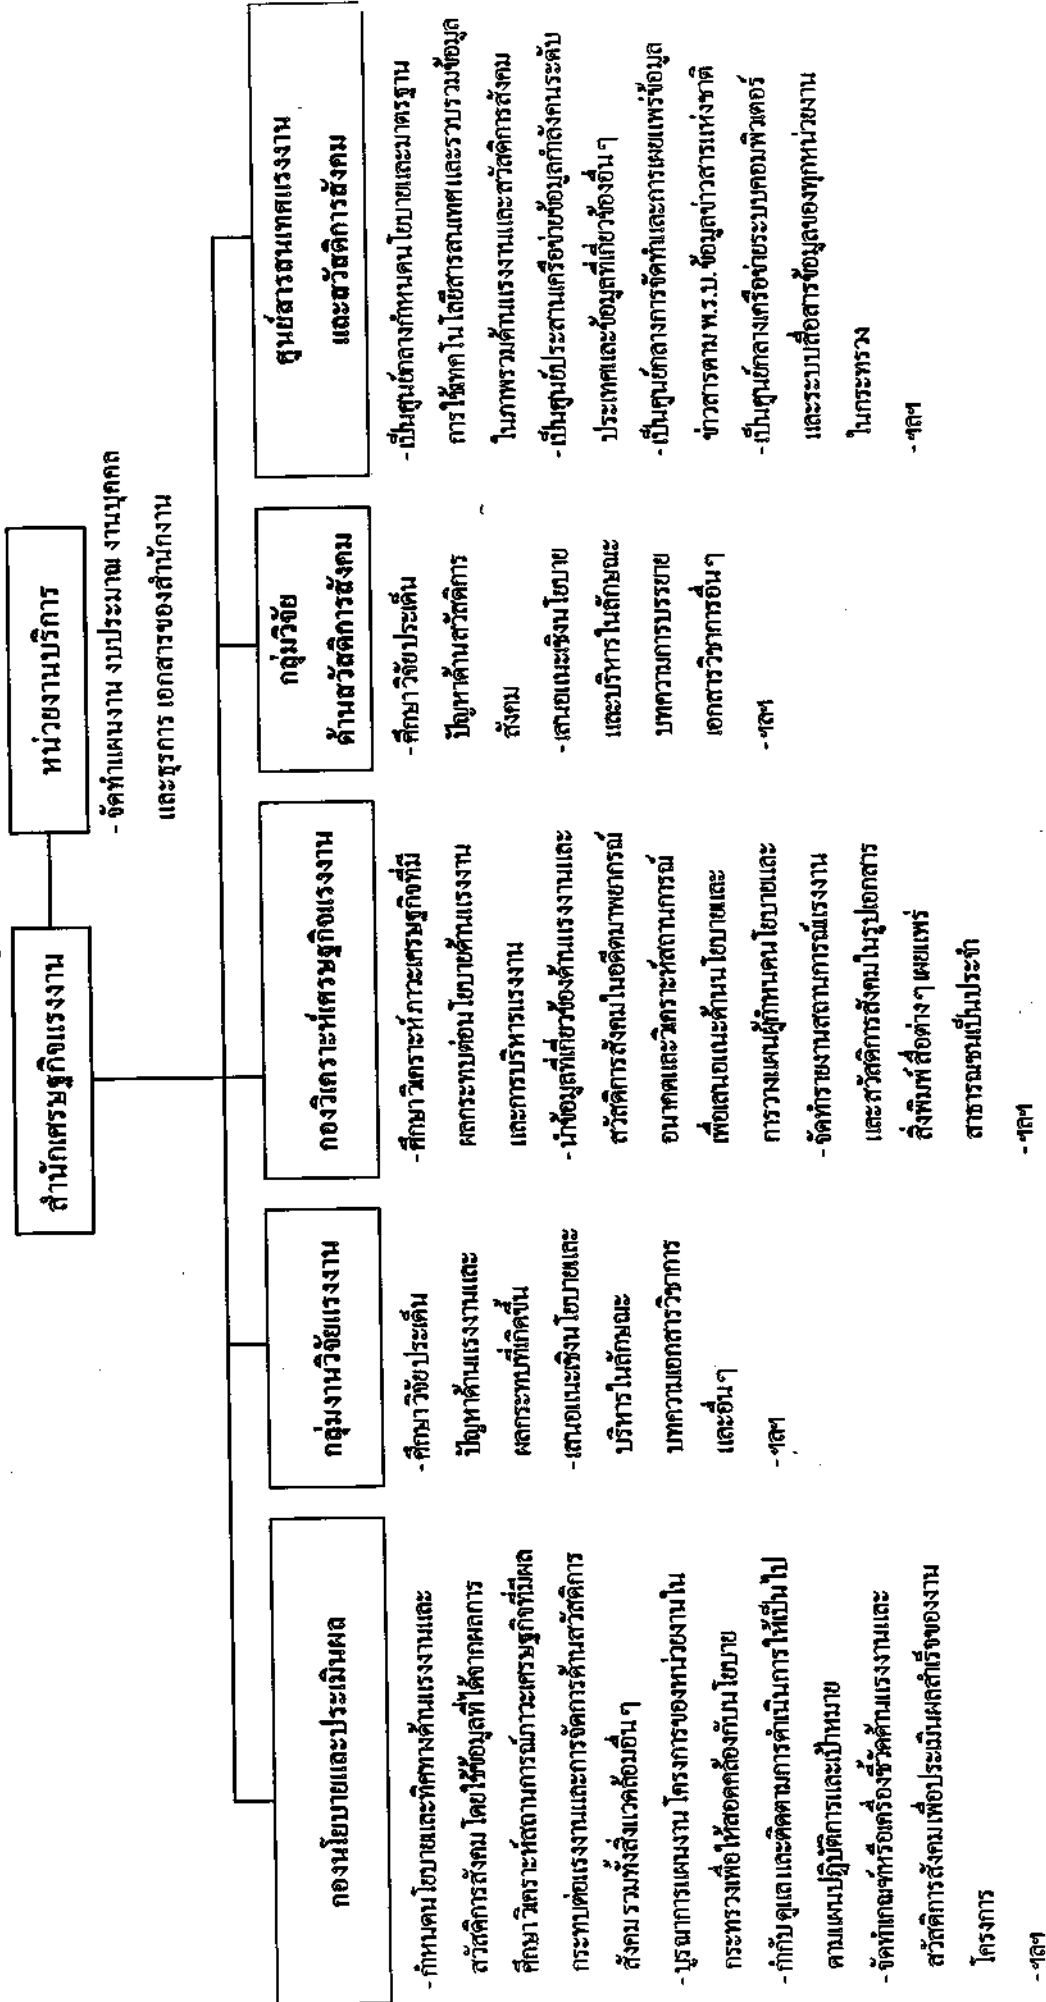 สำนักเศรษฐกิจแรงงาน
หน่วยงานบริการ
- จัดทำแผนงาน งบประมาณ งานบุคคล
และธุรการ เอกสารของสำนักงาน
กองนโยบายและประเมินผล
- กำหนดนโยบายและทิศทางด้านแรงงานและ
สวัสดิการสังคม โดยใช้ข้อมูลที่ได้จากผลการ
ศึกษา วิเคราะห์สถานการณ์ภาวะเศรษฐกิจที่มีผล
กระทบต่อแรงงานและการจัดการด้านสวัสดิการ
สังคม รวมทั้งสิ่งแวดล้อมอื่น ๆ
- บูรณาการแผนงาน โครงการของหน่วยงานใน
กระทรวงเพื่อให้สอดคล้องกับนโยบาย
- กำกับ ดูแล และติดตามการดำเนินการให้เป็นไป
ตามแผนปฏิบัติการและเป้าหมาย
- จัดทำเกณฑ์หรือเครื่องชี้วัดด้านแรงงานและ
สวัสดิการสังคม เพื่อประเมินผลสำเร็จของงาน
โครงการ
- ฯลฯ
กลุ่มงานวิจัยแรงงาน
- ศึกษา วิจัย ประเด็น
ปัญหาด้านแรงงานและ
ผลกระทบที่เกิดขึ้น
- เสนอแนะเชิงนโยบายและ
บริหารในลักษณะ
บทความเอกสารวิชาการ
และอื่น ๆ
- ฯลฯ
กองวิเคราะห์เศรษฐกิจแรงงาน
- ศึกษา วิเคราะห์ ภาวะเศรษฐกิจที่มี
ผลกระทบต่อนโยบายด้านแรงงาน
และการบริหารแรงงาน
- นำข้อมูลที่เกี่ยวข้องด้านแรงงานและ
สวัสดิการสังคมในอดีตมาพยากรณ์
อนาคตและวิเคราะห์สถานการณ์
เพื่อเสนอแนะด้านนโยบายและ
การวางแผนผู้กำหนดนโยบายและ
- จัดทำรายงานสถานการณ์แรงงาน
และสวัสดิการสังคมในรูปเอกสาร
สิ่งพิมพ์ สื่อต่าง ๆ เผยแพร่
สาธารณชนเป็นประจำ
- ฯลฯ
กลุ่มวิจัย
ด้านสวัสดิการสังคม
- ศึกษา วิจัย ประเด็น
ปัญหาด้านสวัสดิการ
สังคม
- เสนอแนะเชิงนโยบาย
และบริหารในลักษณะ
บทความการบรรยาย
เอกสารวิชาการอื่น ๆ
- ฯลฯ
ศูนย์สารสนเทศแรงงาน
และสวัสดิการสังคม
- เป็นศูนย์กลางกำหนดนโยบายและมาตรฐาน
การใช้เทคโนโลยีสารสนเทศและรวบรวมข้อมูล
ในภาพรวมด้านแรงงานและสวัสดิการสังคม
- เป็นศูนย์ประสานเครือข่ายข้อมูลกำลังคนระดับ
ประเทศและข้อมูลที่เกี่ยวข้องอื่น ๆ
- เป็นศูนย์กลางการจัดทำและการเผยแพร่ข้อมูล
ข่าวสารตาม พ.ร.บ. ข้อมูลข่าวสารแห่งชาติ
- เป็นศูนย์กลางเครือข่ายระบบคอมพิวเตอร์
และระบบสื่อสารข้อมูลของทุกหน่วยงาน
ในกระทรวง
- ฯลฯ